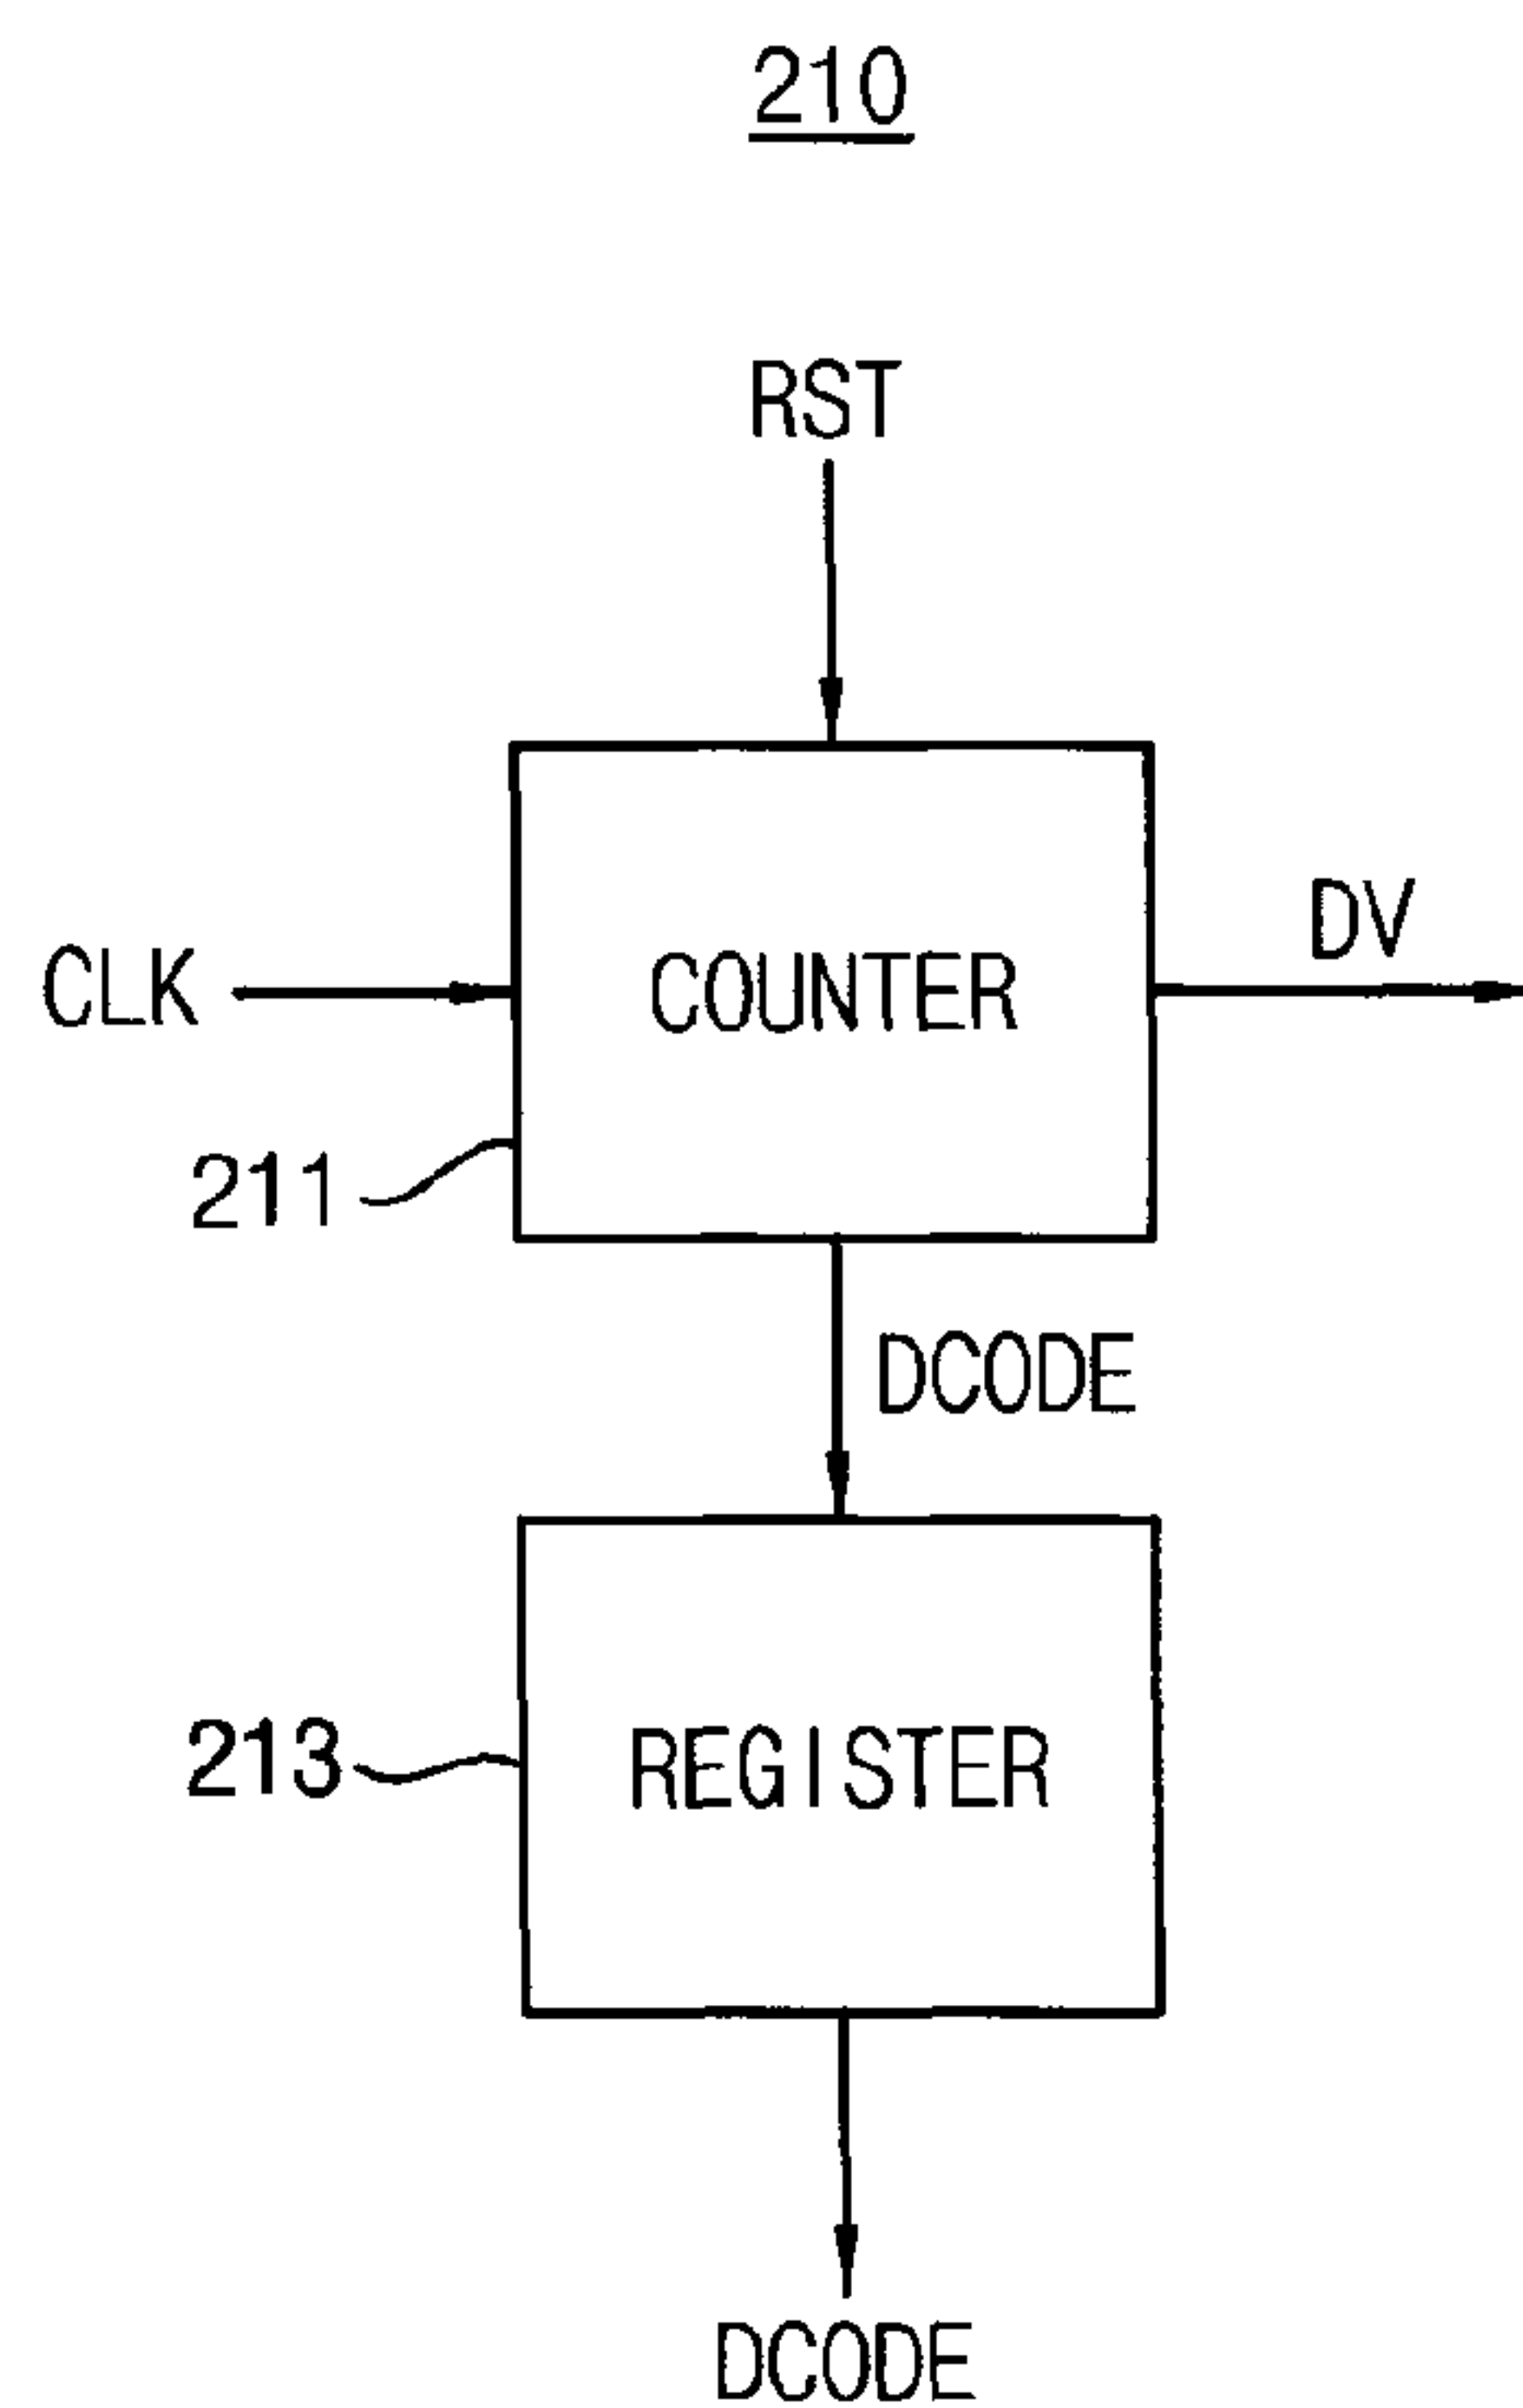 210
RST
DV
CLK
COUNTER
211
DCODE
213
REGISTER
DCODE